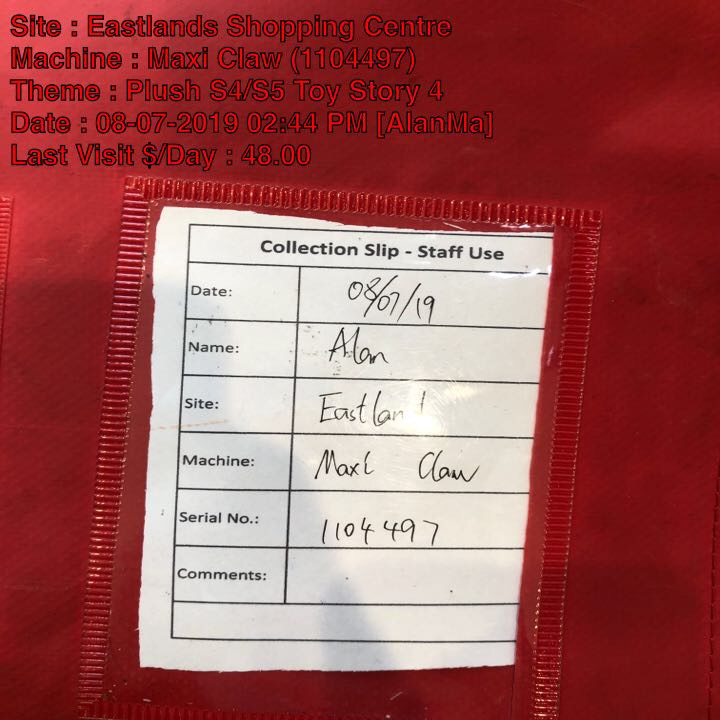 Site : Eastlands Shopping Centre
Machine : Maxi Claw (1104497)
Theme : Plush S4/S5 Toy Story 4
Date : 08-07-2019 02:44 PM [AlanMa]
Last Visit $/Day : 48.00
Collection Slip - Staff Use
Date: 08/07/19
Name: Alan
Site: Eastland
Machine: Maxi Claw
Serial No.: 1104497
Comments: